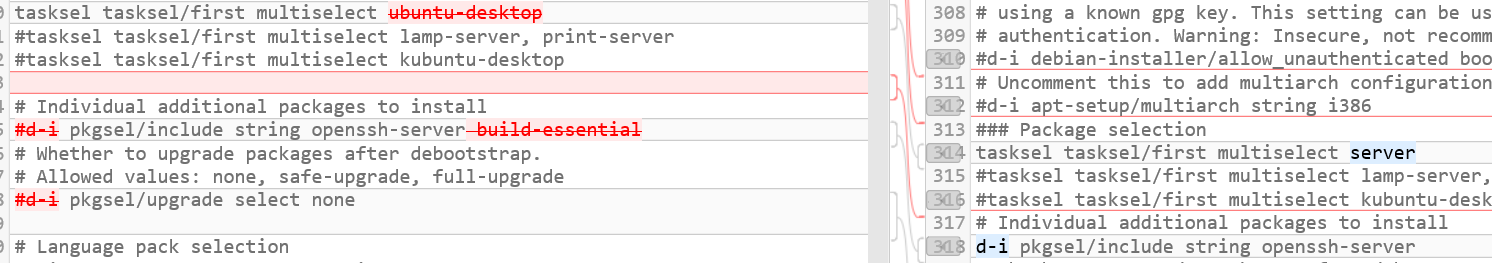 tasksel tasksel/first multiselect ubuntu-desktop
#tasksel tasksel/first multiselect lamp-server, print-server
#tasksel tasksel/first multiselect kubuntu-desktop
# Individual additional packages to install
#d-i pkgsel/include string openssh-server build-essential
# Whether to upgrade packages after debootstrap.
# Allowed values: none, safe-upgrade, full-upgrade
#d-i pkgsel/upgrade select none
# Language pack selection
308 # using a known gpg key. This setting can be us
309 # authentication. Warning: Insecure, not recomm
310 #d-i debian-installer/allow_unauthenticated boo
311 # Uncomment this to add multiarch configuration
312 #d-i apt-setup/multiarch string i386
313 ### Package selection
314 tasksel tasksel/first multiselect server
315 #tasksel tasksel/first multiselect lamp-server,
316 #tasksel tasksel/first multiselect kubuntu-desk
317 # Individual additional packages to install
318 d-i pkgsel/include string openssh-server